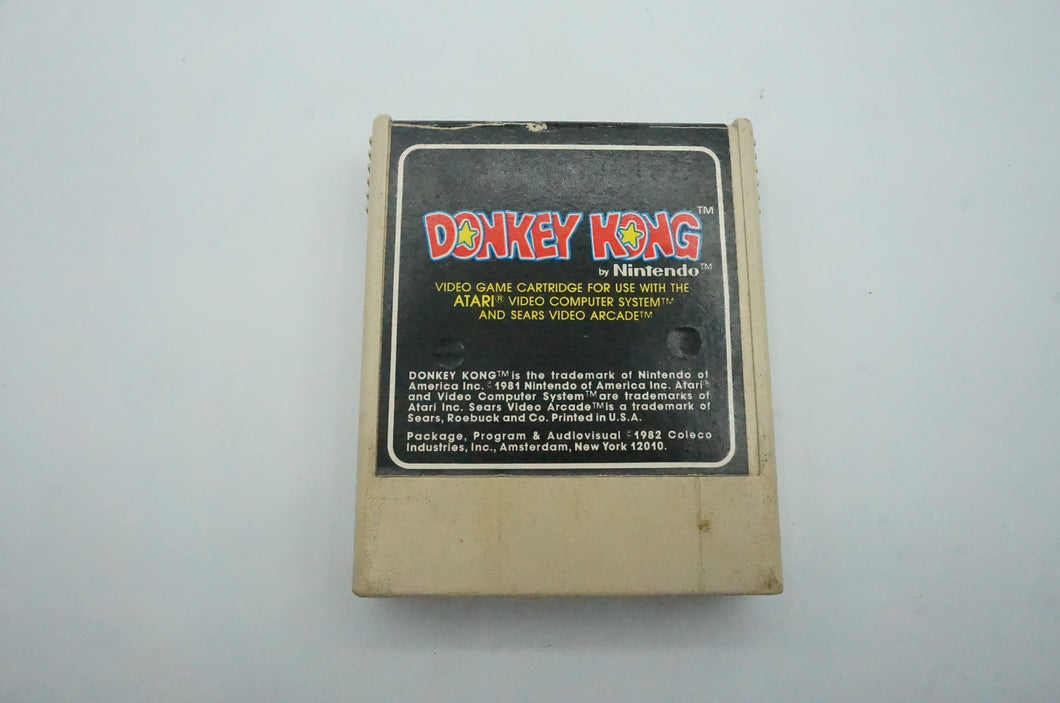 DONKEY KONG™
by Nintendo™
VIDEO GAME CARTRIDGE FOR USE WITH THE
ATARI® VIDEO COMPUTER SYSTEM™
AND SEARS VIDEO ARCADE™
DONKEY KONG™ is the trademark of Nintendo of
America Inc. ©1981 Nintendo of America Inc. Atari®
and Video Computer System™ are trademarks of
Atari Inc. Sears Video Arcade™ is a trademark of
Sears, Roebuck and Co. Printed in U.S.A.
Package, Program & Audiovisual ©1982 Coleco
Industries, Inc., Amsterdam, New York 12010.